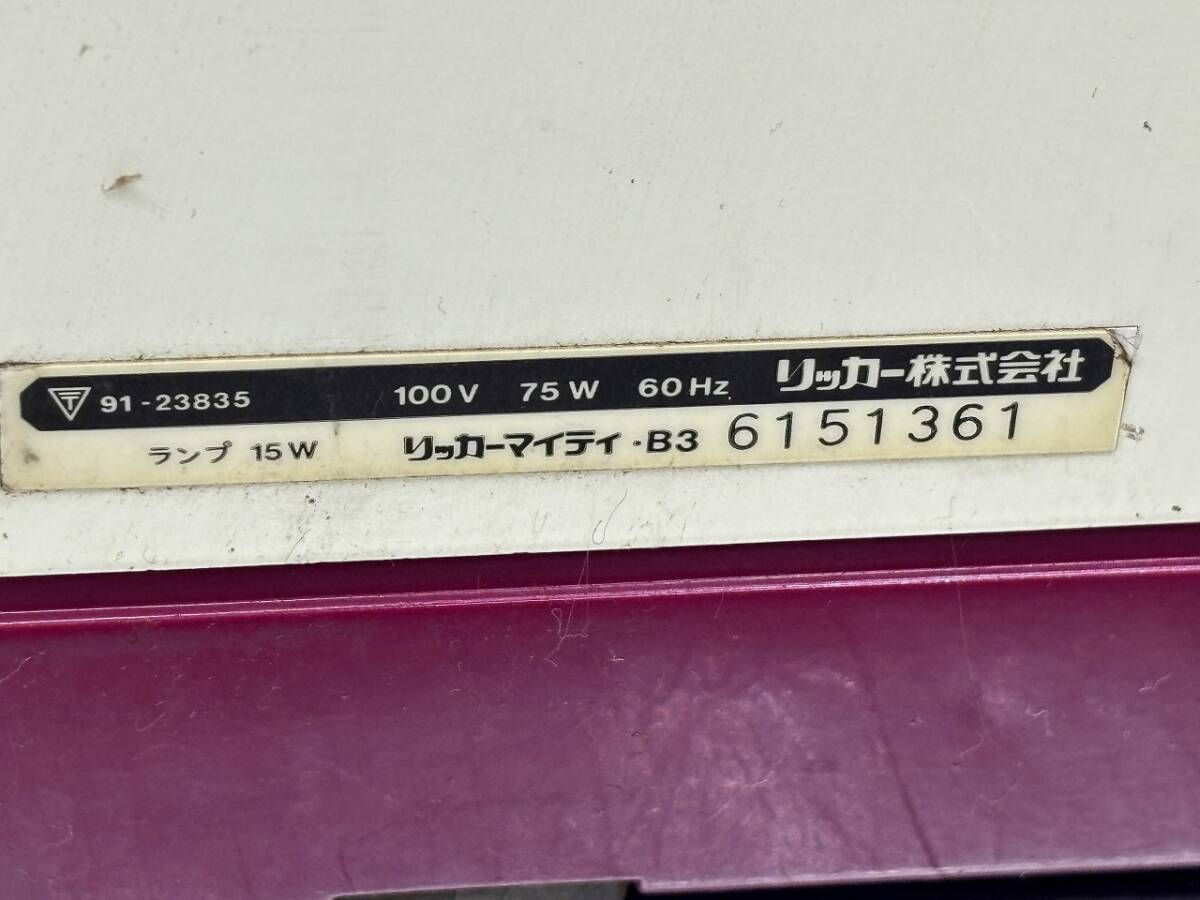 91-23835 100V 75W 60Hz リッカー株式会社
ランプ 15W リッカーマイティ・B3 6151361